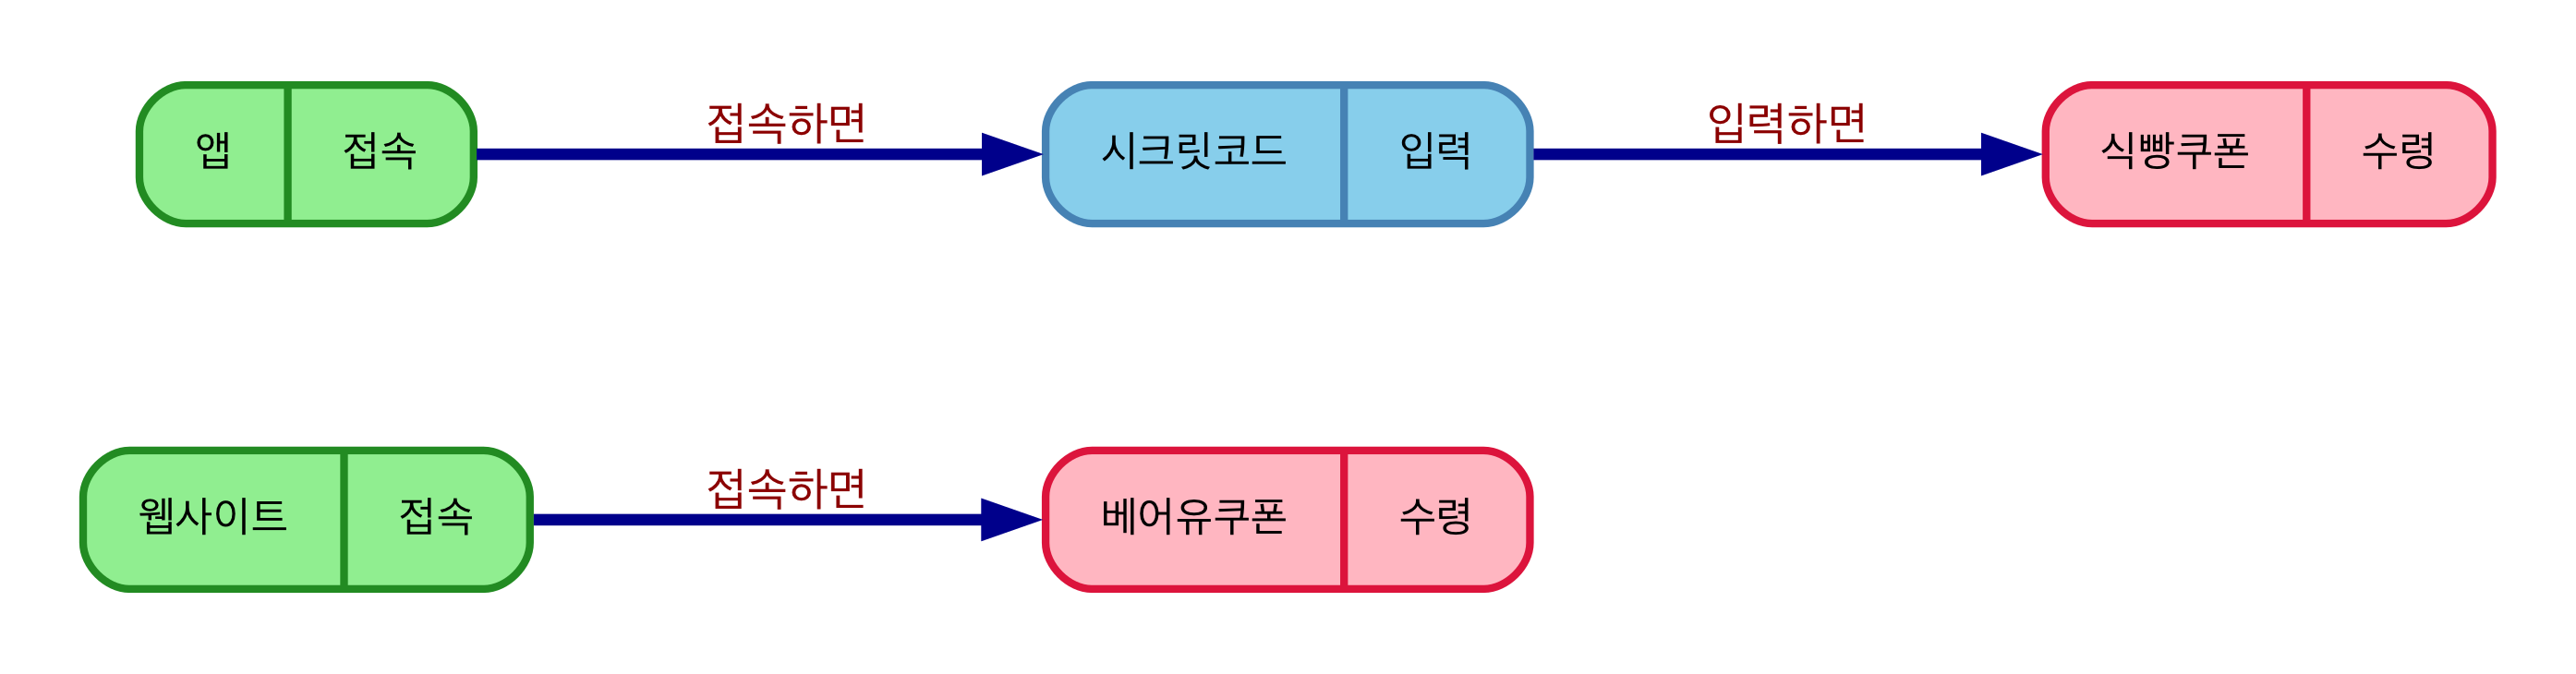 앱 접속 접속하면 시크릿코드 입력 입력하면 식빵쿠폰 수령
웹사이트 접속 접속하면 베어유쿠폰 수령